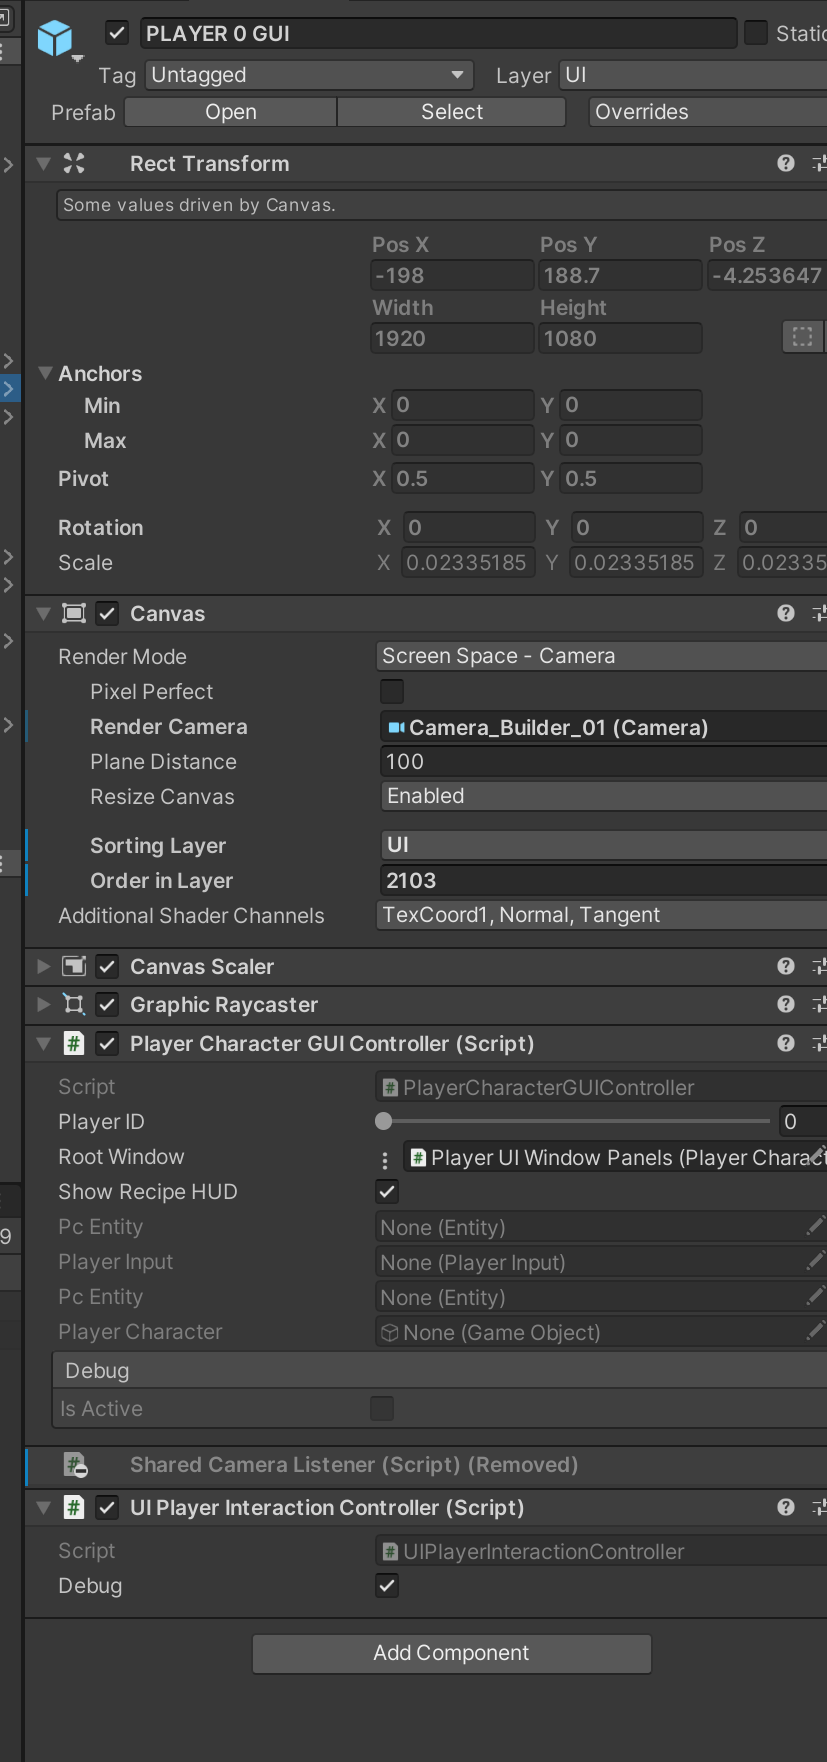 PLAYER 0 GUI
Static
Tag Untagged Layer UI
Prefab Open Select Overrides
Rect Transform
Some values driven by Canvas.
Pos X Pos Y Pos Z
-198 188.7 -4.253647
Width Height
1920 1080
Anchors
Min X 0 Y 0
Max X 0 Y 0
Pivot X 0.5 Y 0.5
Rotation X 0 Y 0 Z 0
Scale X 0.02335185 Y 0.02335185 Z 0.02335
Canvas
Render Mode Screen Space - Camera
Pixel Perfect
Render Camera Camera_Builder_01 (Camera)
Plane Distance 100
Resize Canvas Enabled
Sorting Layer UI
Order in Layer 2103
Additional Shader Channels TexCoord1, Normal, Tangent
Canvas Scaler
Graphic Raycaster
# Player Character GUI Controller (Script)
Script # PlayerCharacterGUIController
Player ID 0
Root Window # Player UI Window Panels (Player Charact
Show Recipe HUD
Pc Entity None (Entity)
Player Input None (Player Input)
9
Pc Entity None (Entity)
Player Character None (Game Object)
Debug
Is Active
# Shared Camera Listener (Script) (Removed)
# UI Player Interaction Controller (Script)
Script # UIPlayerInteractionController
Debug
Add Component